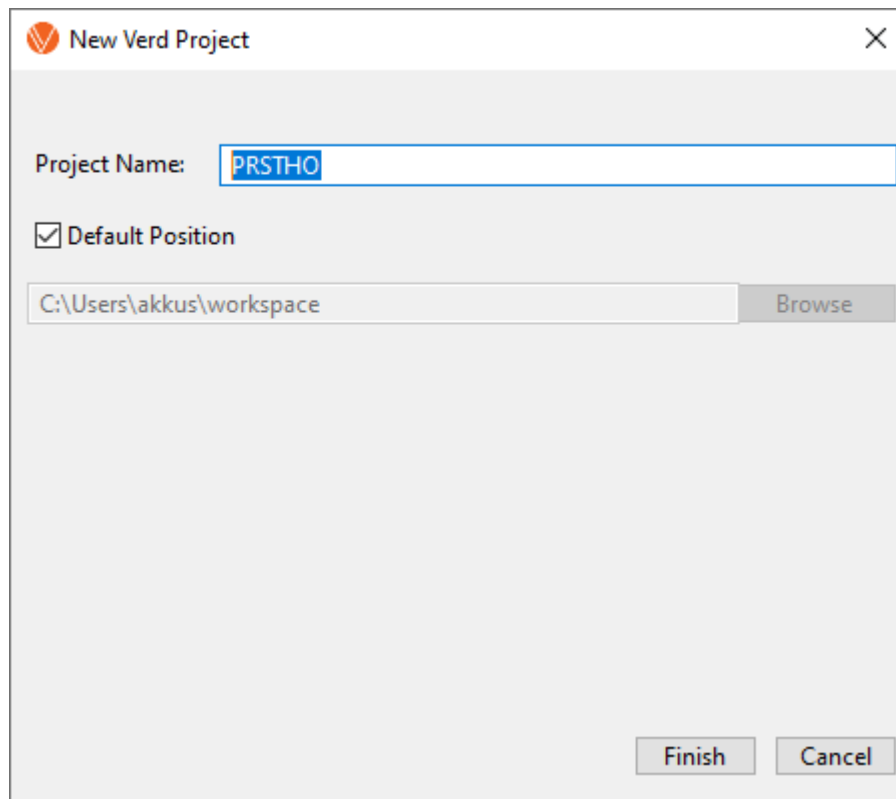 New Verd Project
Project Name: PRSTHO
Default Position
C:\Users\akkus\workspace Browse
Finish Cancel